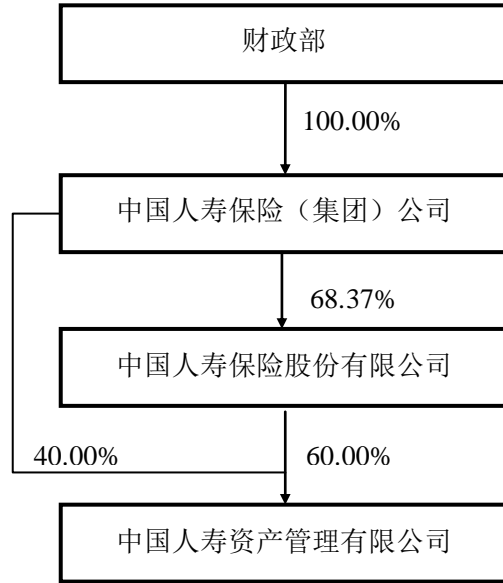 财政部
100.00%
中国人寿保险（集团）公司
68.37%
中国人寿保险股份有限公司
40.00%
60.00%
中国人寿资产管理有限公司